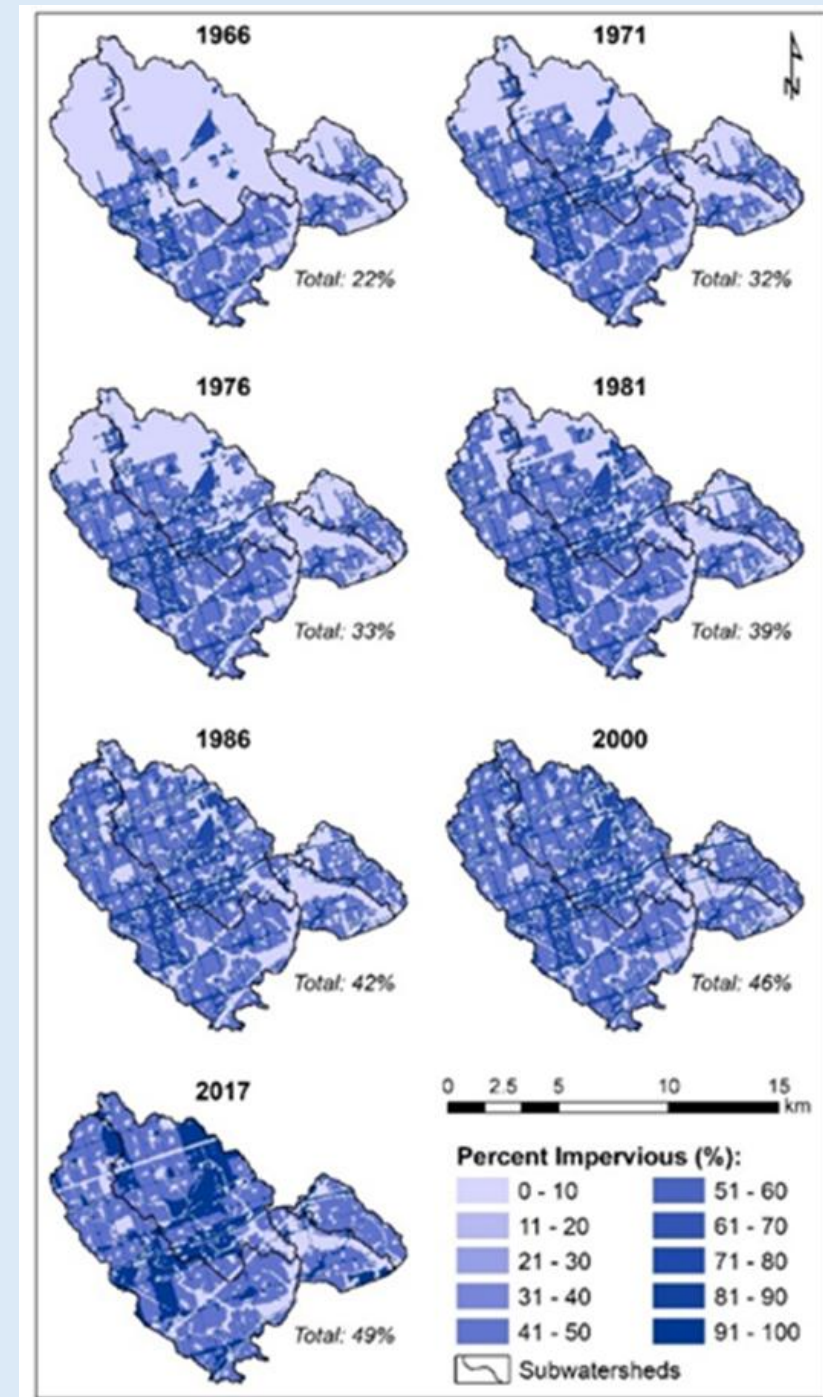 1966
1971
N
Total: 22%
Total: 32%
1976
1981
Total: 33%
Total: 39%
1986
2000
Total: 42%
Total: 46%
2017
0 2.5 5 10 15
km
Percent Impervious (%):
0 - 10
11 - 20
21 - 30
31 - 40
41 - 50
51 - 60
61 - 70
71 - 80
81 - 90
91 - 100
Subwatersheds
Total: 49%